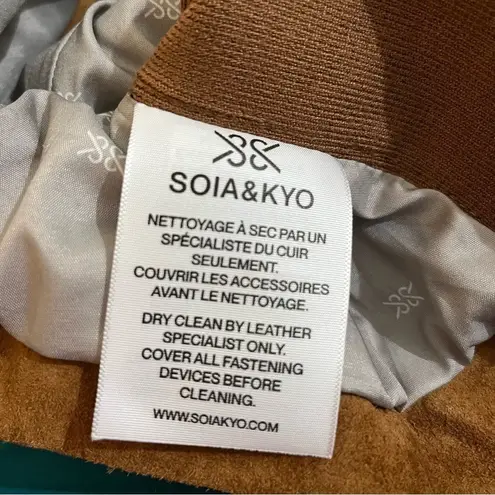 SOIA&KYO
NETTOYAGE À SEC PAR UN
SPÉCIALISTE DU CUIR
SEULEMENT.
COUVRIR LES ACCESSOIRES
AVANT LE NETTOYAGE.
DRY CLEAN BY LEATHER
SPECIALIST ONLY.
COVER ALL FASTENING
DEVICES BEFORE
CLEANING.
WWW.SOIAKYO.COM